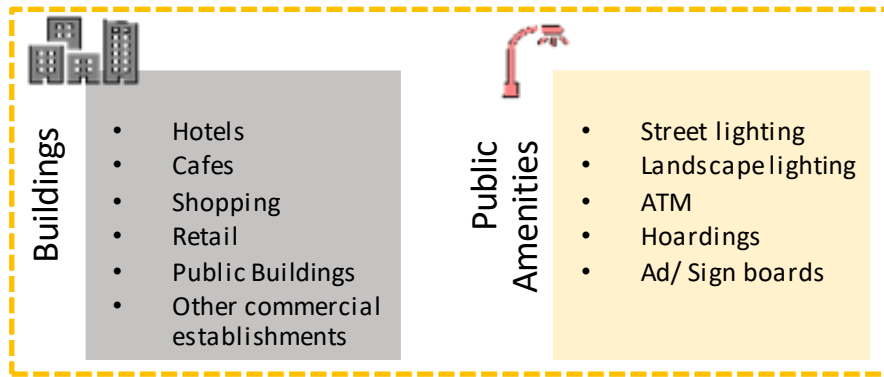 Buildings
• Hotels
• Cafes
• Shopping
• Retail
• Public Buildings
• Other commercial
establishments
Public
Amenities
• Street lighting
• Landscape lighting
• ATM
• Hoardings
• Ad/ Sign boards